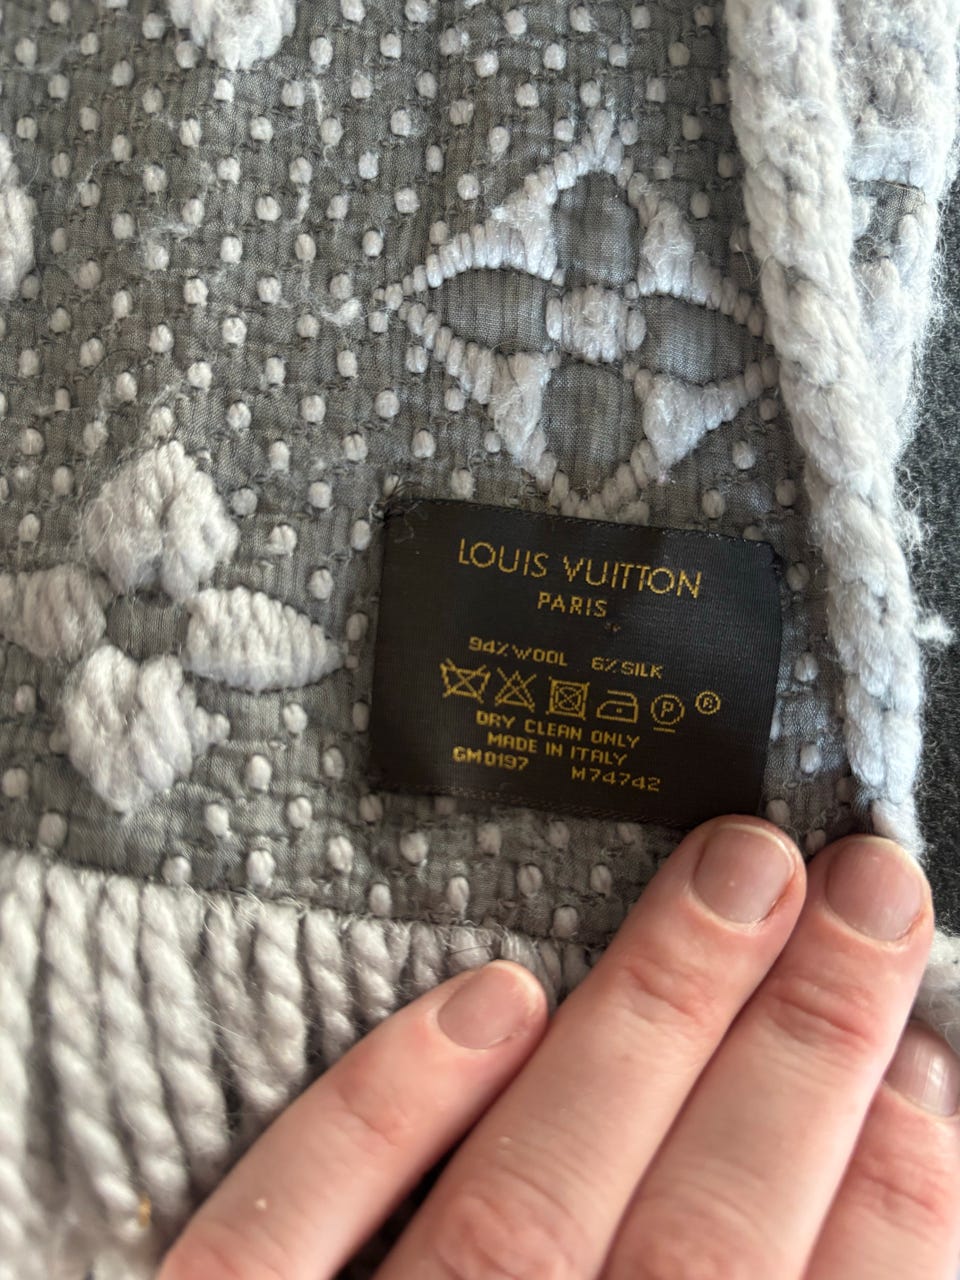 LOUIS VUITTON
PARIS
94% WOOL 6% SILK
P ®
DRY CLEAN ONLY
MADE IN ITALY
GM0197 M74742